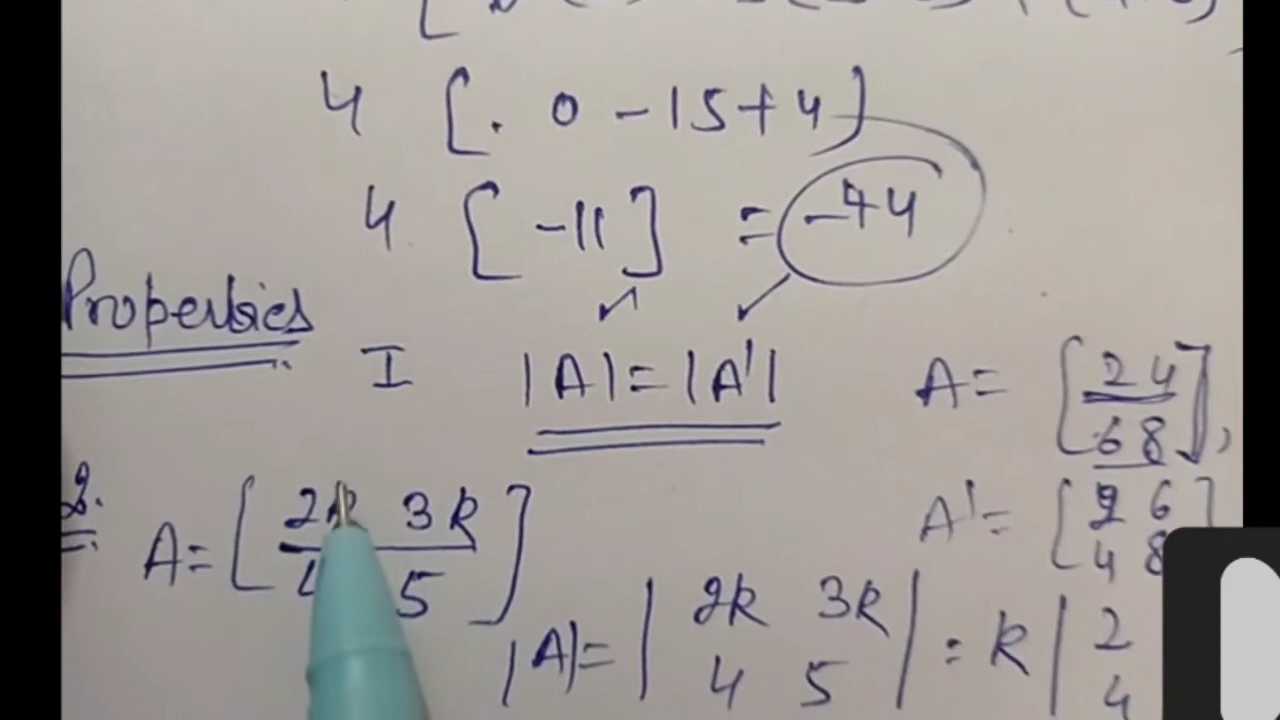 4 [. 0 -15+4]
4 [-11] = -44
Properties
I |A|=|A'|
A= [2 4
6 8],
2.
A= [2k 3k
5]
A'= [2 6
4 8
|A|= |2k 3k
4 5| = k |2
4